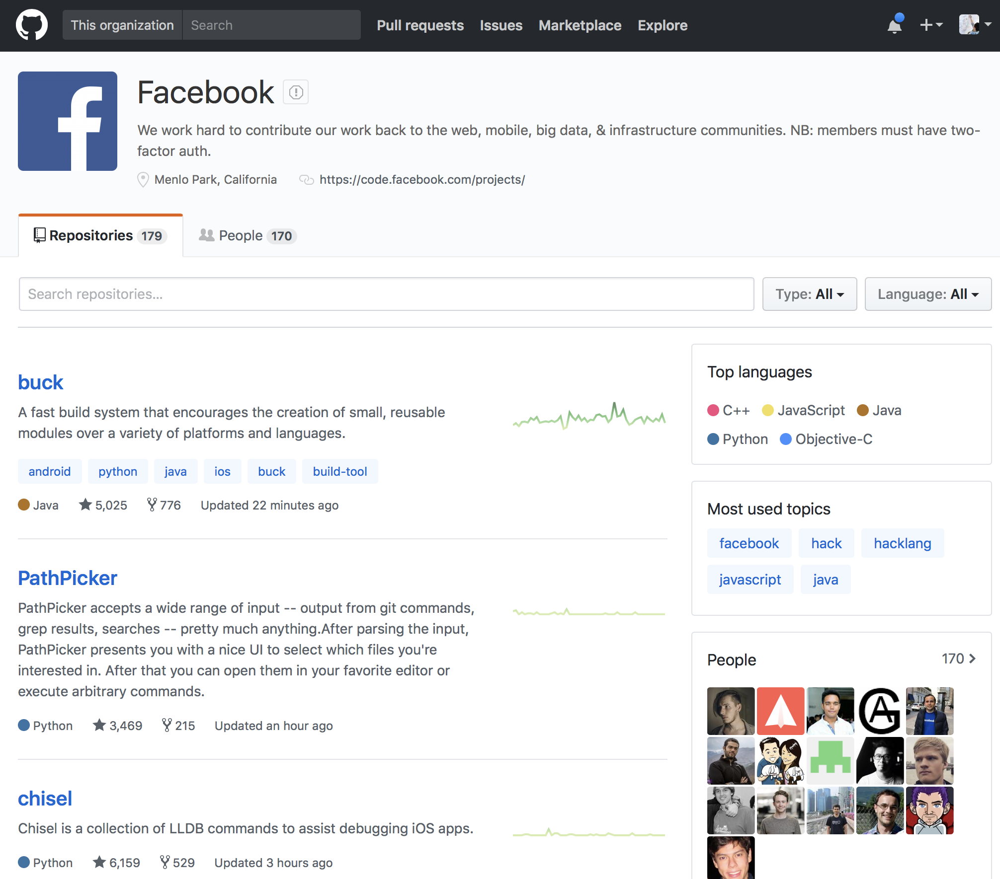 This organization Search Pull requests Issues Marketplace Explore
Facebook
We work hard to contribute our work back to the web, mobile, big data, & infrastructure communities. NB: members must have two-
factor auth.
Menlo Park, California https://code.facebook.com/projects/
Repositories 179 People 170
Search repositories... Type: All Language: All
buck
A fast build system that encourages the creation of small, reusable
modules over a variety of platforms and languages.
android python java ios buck build-tool
Java 5,025 776 Updated 22 minutes ago
PathPicker
PathPicker accepts a wide range of input -- output from git commands,
grep results, searches -- pretty much anything.After parsing the input,
PathPicker presents you with a nice UI to select which files you're
interested in. After that you can open them in your favorite editor or
execute arbitrary commands.
Python 3,469 215 Updated an hour ago
chisel
Chisel is a collection of LLDB commands to assist debugging iOS apps.
Python 6,159 529 Updated 3 hours ago
Top languages
C++ JavaScript Java
Python Objective-C
Most used topics
facebook hack hacklang
javascript java
People 170